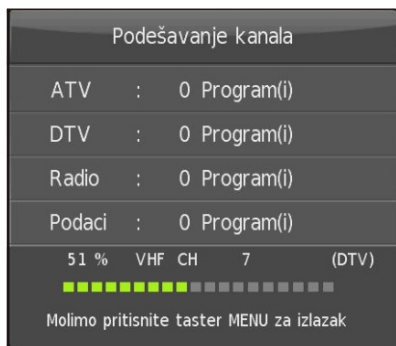 Podešavanje kanala
ATV : 0 Program(i)
DTV : 0 Program(i)
Radio : 0 Program(i)
Podaci : 0 Program(i)
51 % VHF CH 7 (DTV)
Molimo pritisnite taster MENU za izlazak